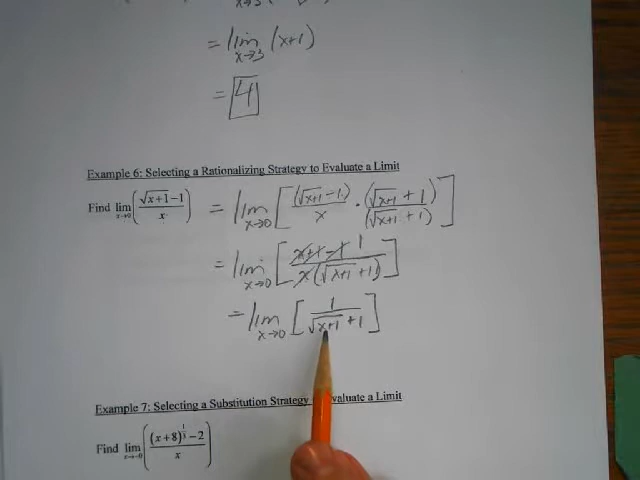 x→3
= lim x→3 (x+1)
= 4
Example 6: Selecting a Rationalizing Strategy to Evaluate a Limit
Find lim x→0 ((√(x+1) − 1)/x) = lim x→0 [(√(x+1) − 1)/x · (√(x+1) + 1)/(√(x+1) + 1)]
= lim x→0 [(x+1−1)/(x(√(x+1) + 1))] 1
= lim x→0 [1/(√(x+1) + 1)]
Example 7: Selecting a Substitution Strategy Evaluate a Limit
Find lim x→0 (((x+8)^(1/3) − 2)/x)